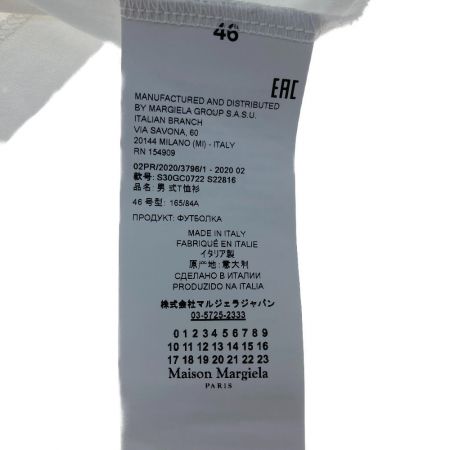 46
EAC
MANUFACTURED AND DISTRIBUTED
BY MARGIELA GROUP S.A.S.U.
ITALIAN BRANCH
VIA SAVONA, 60
20144 MILANO (MI) - ITALY
RN 154909
02PR/2020/3796/1 - 2020 02
款号: S30GC0722 S22816
品 名: 男 式T恤衫
46 号型: 165/84A
ПРОДУКТ: ФУТБОЛКА
MADE IN ITALY
FABRIQUÉ EN ITALIE
イタリア製
原产地: 意大利
СДЕЛАНО В ИТАЛИИ
PRODUZIDO NA ITALIA
株式会社マルジェラジャパン
03-5725-2333
0 1 2 3 4 5 6 7 8 9
10 11 12 13 14 15 16
17 18 19 20 21 22 23
Maison Margiela
PARIS